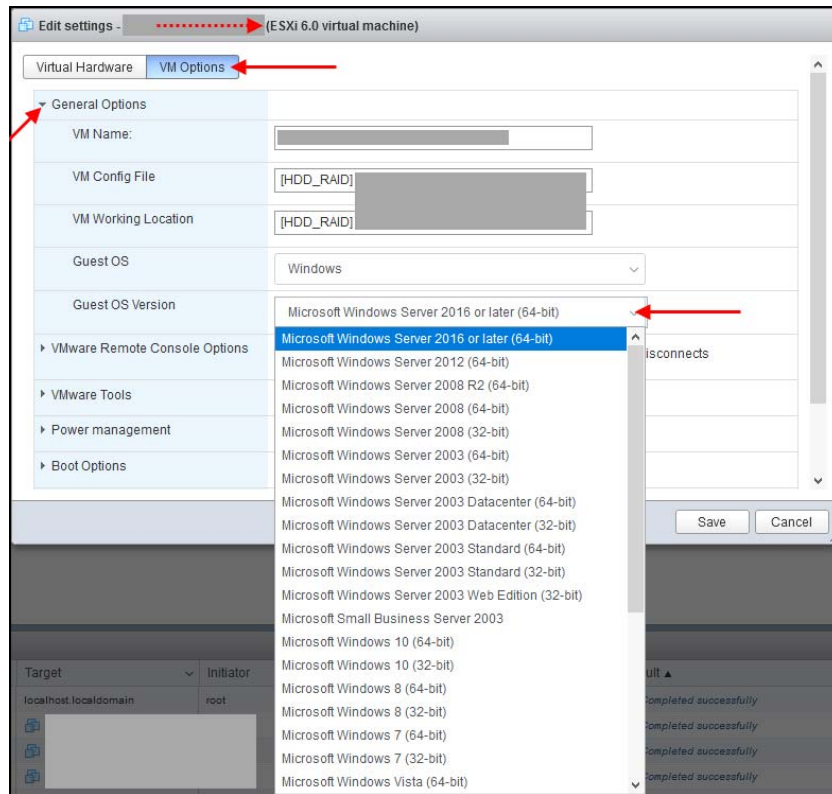 Edit settings - (ESXi 6.0 virtual machine)
Virtual Hardware VM Options
General Options
VM Name:
VM Config File [HDD_RAID]
VM Working Location [HDD_RAID]
Guest OS Windows
Guest OS Version Microsoft Windows Server 2016 or later (64-bit)
Microsoft Windows Server 2016 or later (64-bit)
VMware Remote Console Options isconnects
Microsoft Windows Server 2012 (64-bit)
Microsoft Windows Server 2008 R2 (64-bit)
VMware Tools
Microsoft Windows Server 2008 (64-bit)
Power management
Microsoft Windows Server 2008 (32-bit)
Microsoft Windows Server 2003 (64-bit)
Boot Options
Microsoft Windows Server 2003 (32-bit)
Microsoft Windows Server 2003 Datacenter (64-bit)
Microsoft Windows Server 2003 Datacenter (32-bit)
Save Cancel
Microsoft Windows Server 2003 Standard (64-bit)
Microsoft Windows Server 2003 Standard (32-bit)
Microsoft Windows Server 2003 Web Edition (32-bit)
Microsoft Small Business Server 2003
Microsoft Windows 10 (64-bit)
Microsoft Windows 10 (32-bit)
Microsoft Windows 8 (64-bit)
Microsoft Windows 8 (32-bit)
Microsoft Windows 7 (64-bit)
Microsoft Windows 7 (32-bit)
Microsoft Windows Vista (64-bit)
Target Initiator ult
localhost.localdomain root Completed successfully
Completed successfully
Completed successfully
Completed successfully